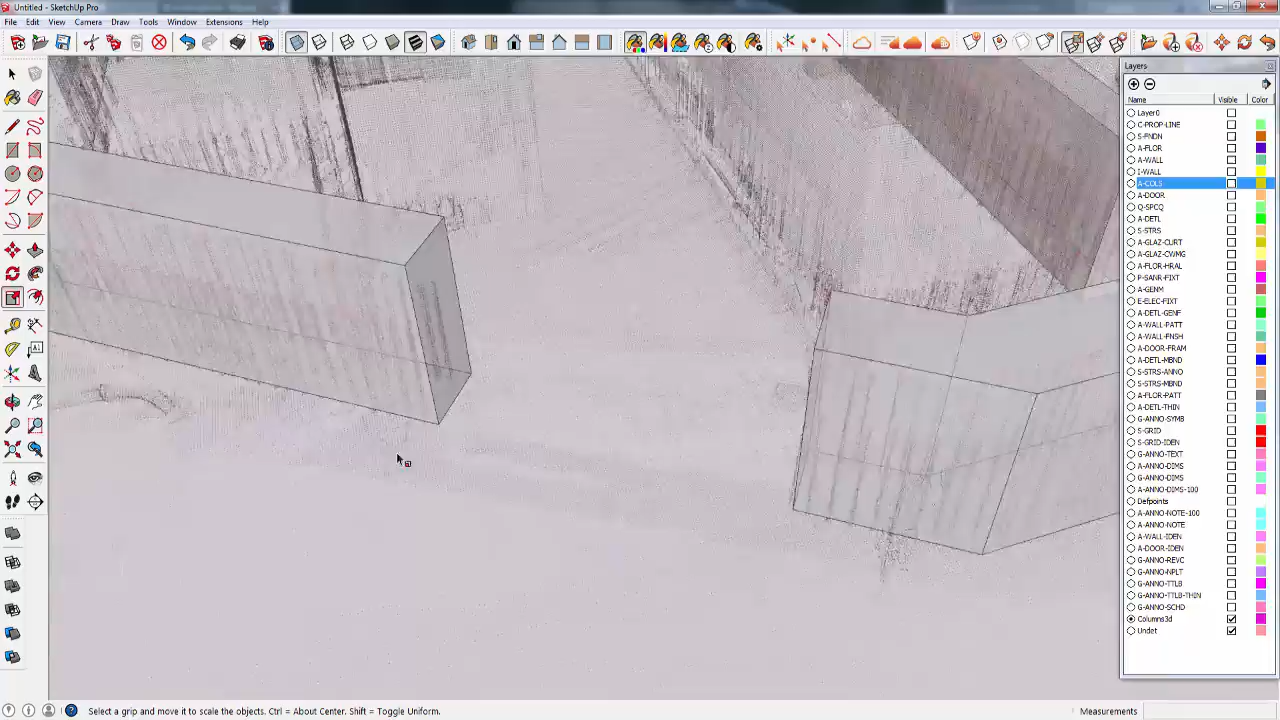 Untitled - SketchUp Pro
File Edit View Camera Draw Tools Window Extensions Help
Layers
Name Visible Color
Layer0
C-PROP-LINE
S-FNDN
A-FLOR
A-WALL
I-WALL
A-COLS
A-DOOR
Q-SPCQ
A-DETL
S-STRS
A-GLAZ-CURT
A-GLAZ-CWMG
A-FLOR-HRAL
P-SANR-FIXT
A-GENM
E-ELEC-FIXT
A-DETL-GENF
A-WALL-PATT
A-WALL-FNSH
A-DOOR-FRAM
A-DETL-MBND
S-STRS-ANNO
S-STRS-MBND
A-FLOR-PATT
A-DETL-THIN
G-ANNO-SYMB
S-GRID
S-GRID-IDEN
G-ANNO-TEXT
A-ANNO-DIMS
G-ANNO-DIMS
A-ANNO-DIMS-100
Defpoints
A-ANNO-NOTE-100
A-ANNO-NOTE
A-WALL-IDEN
A-DOOR-IDEN
G-ANNO-REVC
G-ANNO-NPLT
G-ANNO-TTLB
G-ANNO-TTLB-THIN
G-ANNO-SCHD
Columns3d
Undet
Select a grip and move it to scale the objects. Ctrl = About Center. Shift = Toggle Uniform.
Measurements